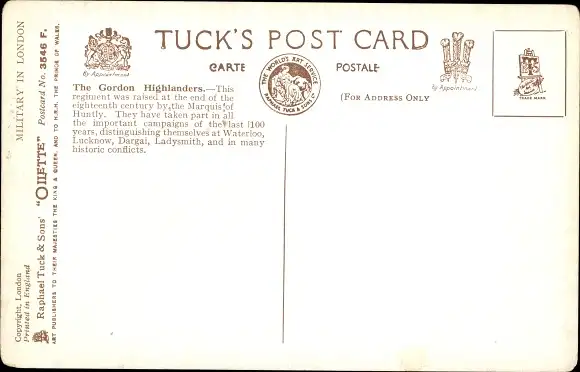 TUCK'S POST CARD
CARTE POSTALE
By Appointment
THE WORLD'S ART SERVICE
RAPHAEL TUCK & SONS LTD
by Appointment
TRADE MARK
(FOR ADDRESS ONLY
The Gordon Highlanders.—This
regiment was raised at the end of the
eighteenth century by the Marquis of
Huntly. They have taken part in all
the important campaigns of the last 100
years, distinguishing themselves at Waterloo,
Lucknow, Dargai, Ladysmith, and in many
historic conflicts.
MILITARY IN LONDON
Raphael Tuck & Sons' "OILETTE" Postcard No. 3546 F.
ART PUBLISHERS TO THEIR MAJESTIES THE KING & QUEEN, AND TO H.R.H. THE PRINCE OF WALES.
Copyright, London
Printed in England